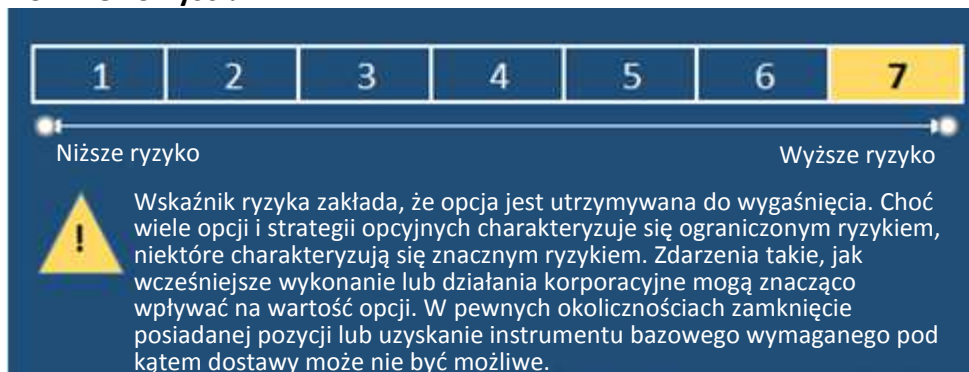 1 2 3 4 5 6 7
Niższe ryzyko Wyższe ryzyko
Wskaźnik ryzyka zakłada, że opcja jest utrzymywana do wygaśnięcia. Choć
! wiele opcji i strategii opcyjnych charakteryzuje się ograniczonym ryzykiem,
niektóre charakteryzują się znacznym ryzykiem. Zdarzenia takie, jak
wcześniejsze wykonanie lub działania korporacyjne mogą znacząco
wpływać na wartość opcji. W pewnych okolicznościach zamknięcie
posiadanej pozycji lub uzyskanie instrumentu bazowego wymaganego pod
kątem dostawy może nie być możliwe.